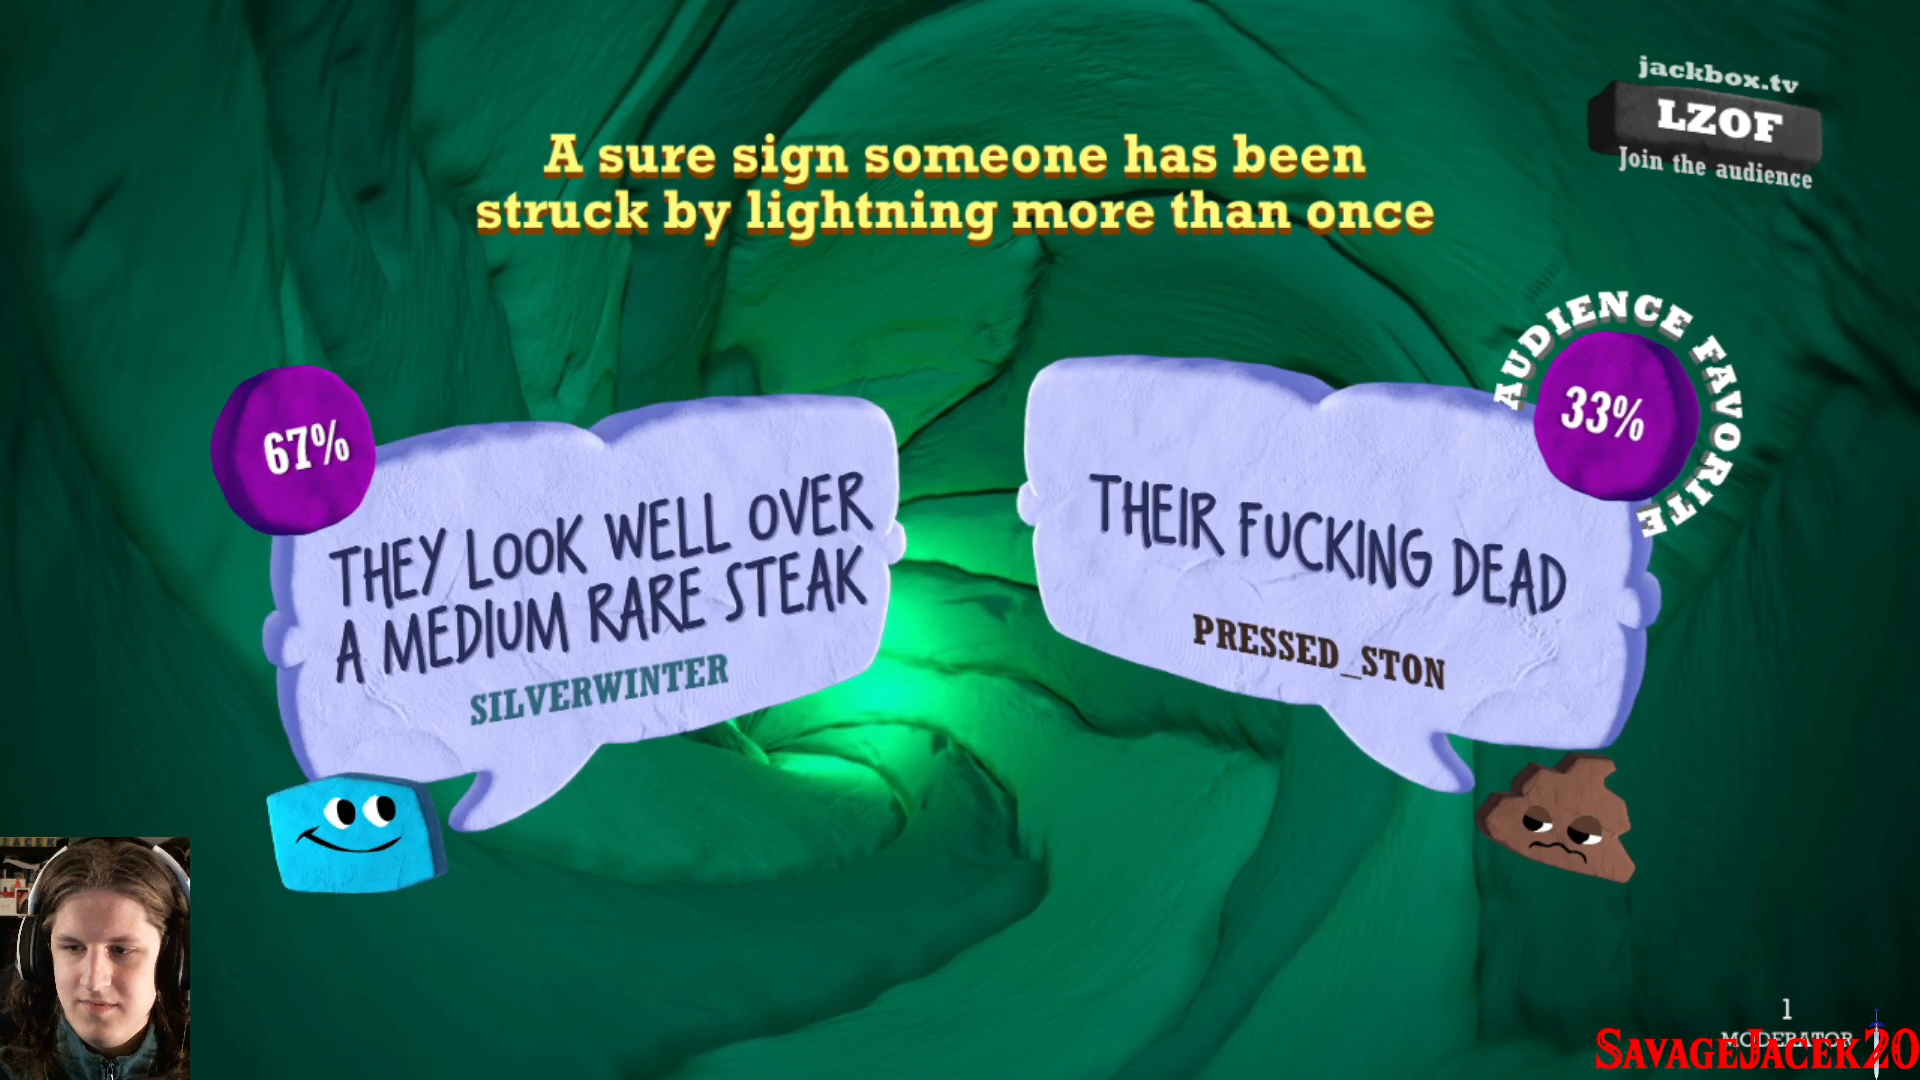 jackbox.tv
LZOF
Join the audience
A sure sign someone has been
struck by lightning more than once
AUDIENCE FAVORITE
67%
33%
THEY LOOK WELL OVER
A MEDIUM RARE STEAK
SILVERWINTER
THEIR FUCKING DEAD
PRESSED_STON
1
MODERATOR
SAVAGEJACEK20